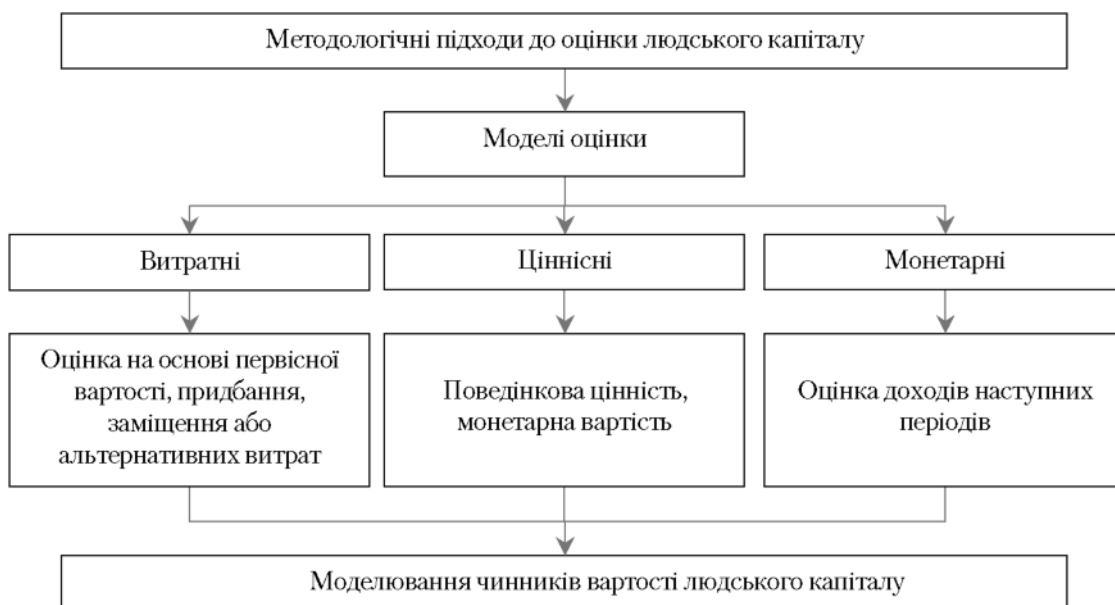 Методологічні підходи до оцінки людського капіталу
Моделі оцінки
Витратні
Ціннісні
Монетарні
Оцінка на основі первісної
вартості, придбання,
заміщення або
альтернативних витрат
Поведінкова цінність,
монетарна вартість
Оцінка доходів наступних
періодів
Моделювання чинників вартості людського капіталу